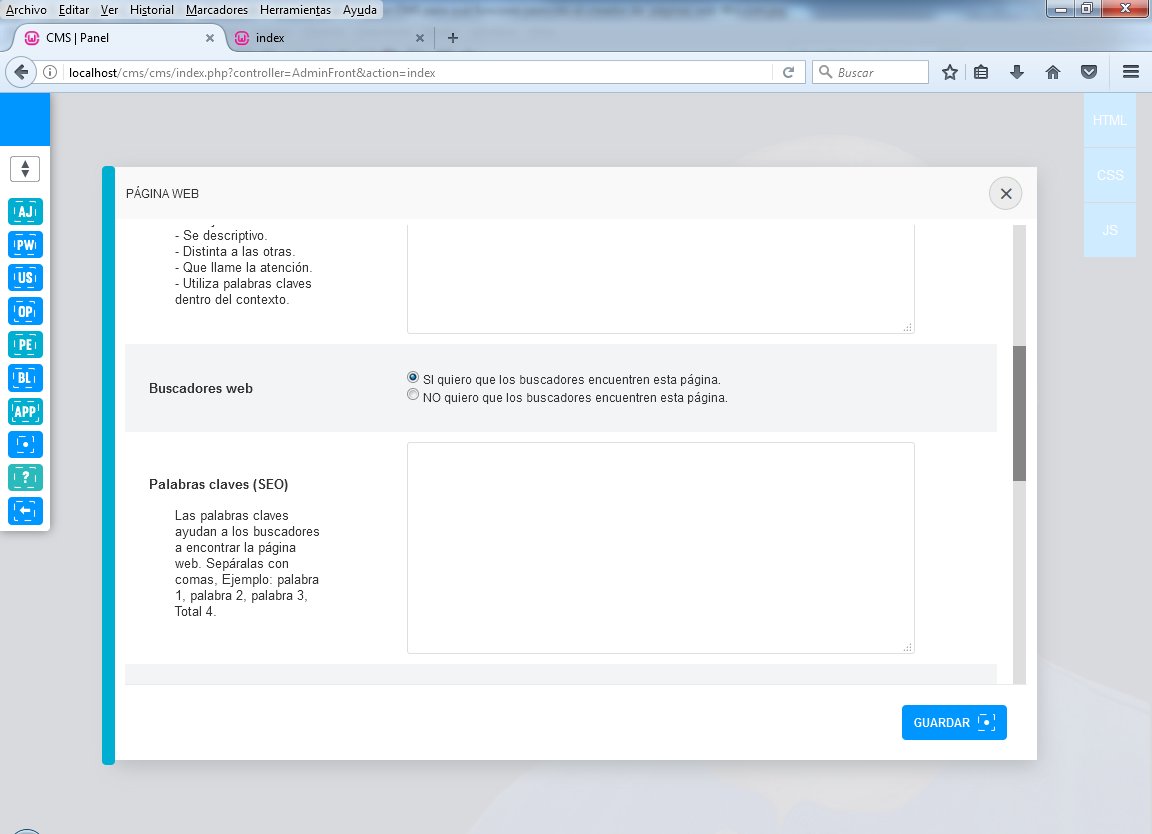 Archivo Editar Ver Historial Marcadores Herramientas Ayuda
CMS | Panel
index
localhost/cms/cms/index.php?controller=AdminFront&action=index
Buscar
HTML
CSS
JS
AJ
PW
US
OP
PE
BL
APP
?
PÁGINA WEB
- Se descriptivo.
- Distinta a las otras.
- Que llame la atención.
- Utiliza palabras claves
dentro del contexto.
Buscadores web
SI quiero que los buscadores encuentren esta página.
NO quiero que los buscadores encuentren esta página.
Palabras claves (SEO)
Las palabras claves
ayudan a los buscadores
a encontrar la página
web. Sepáralas con
comas, Ejemplo: palabra
1, palabra 2, palabra 3,
Total 4.
GUARDAR